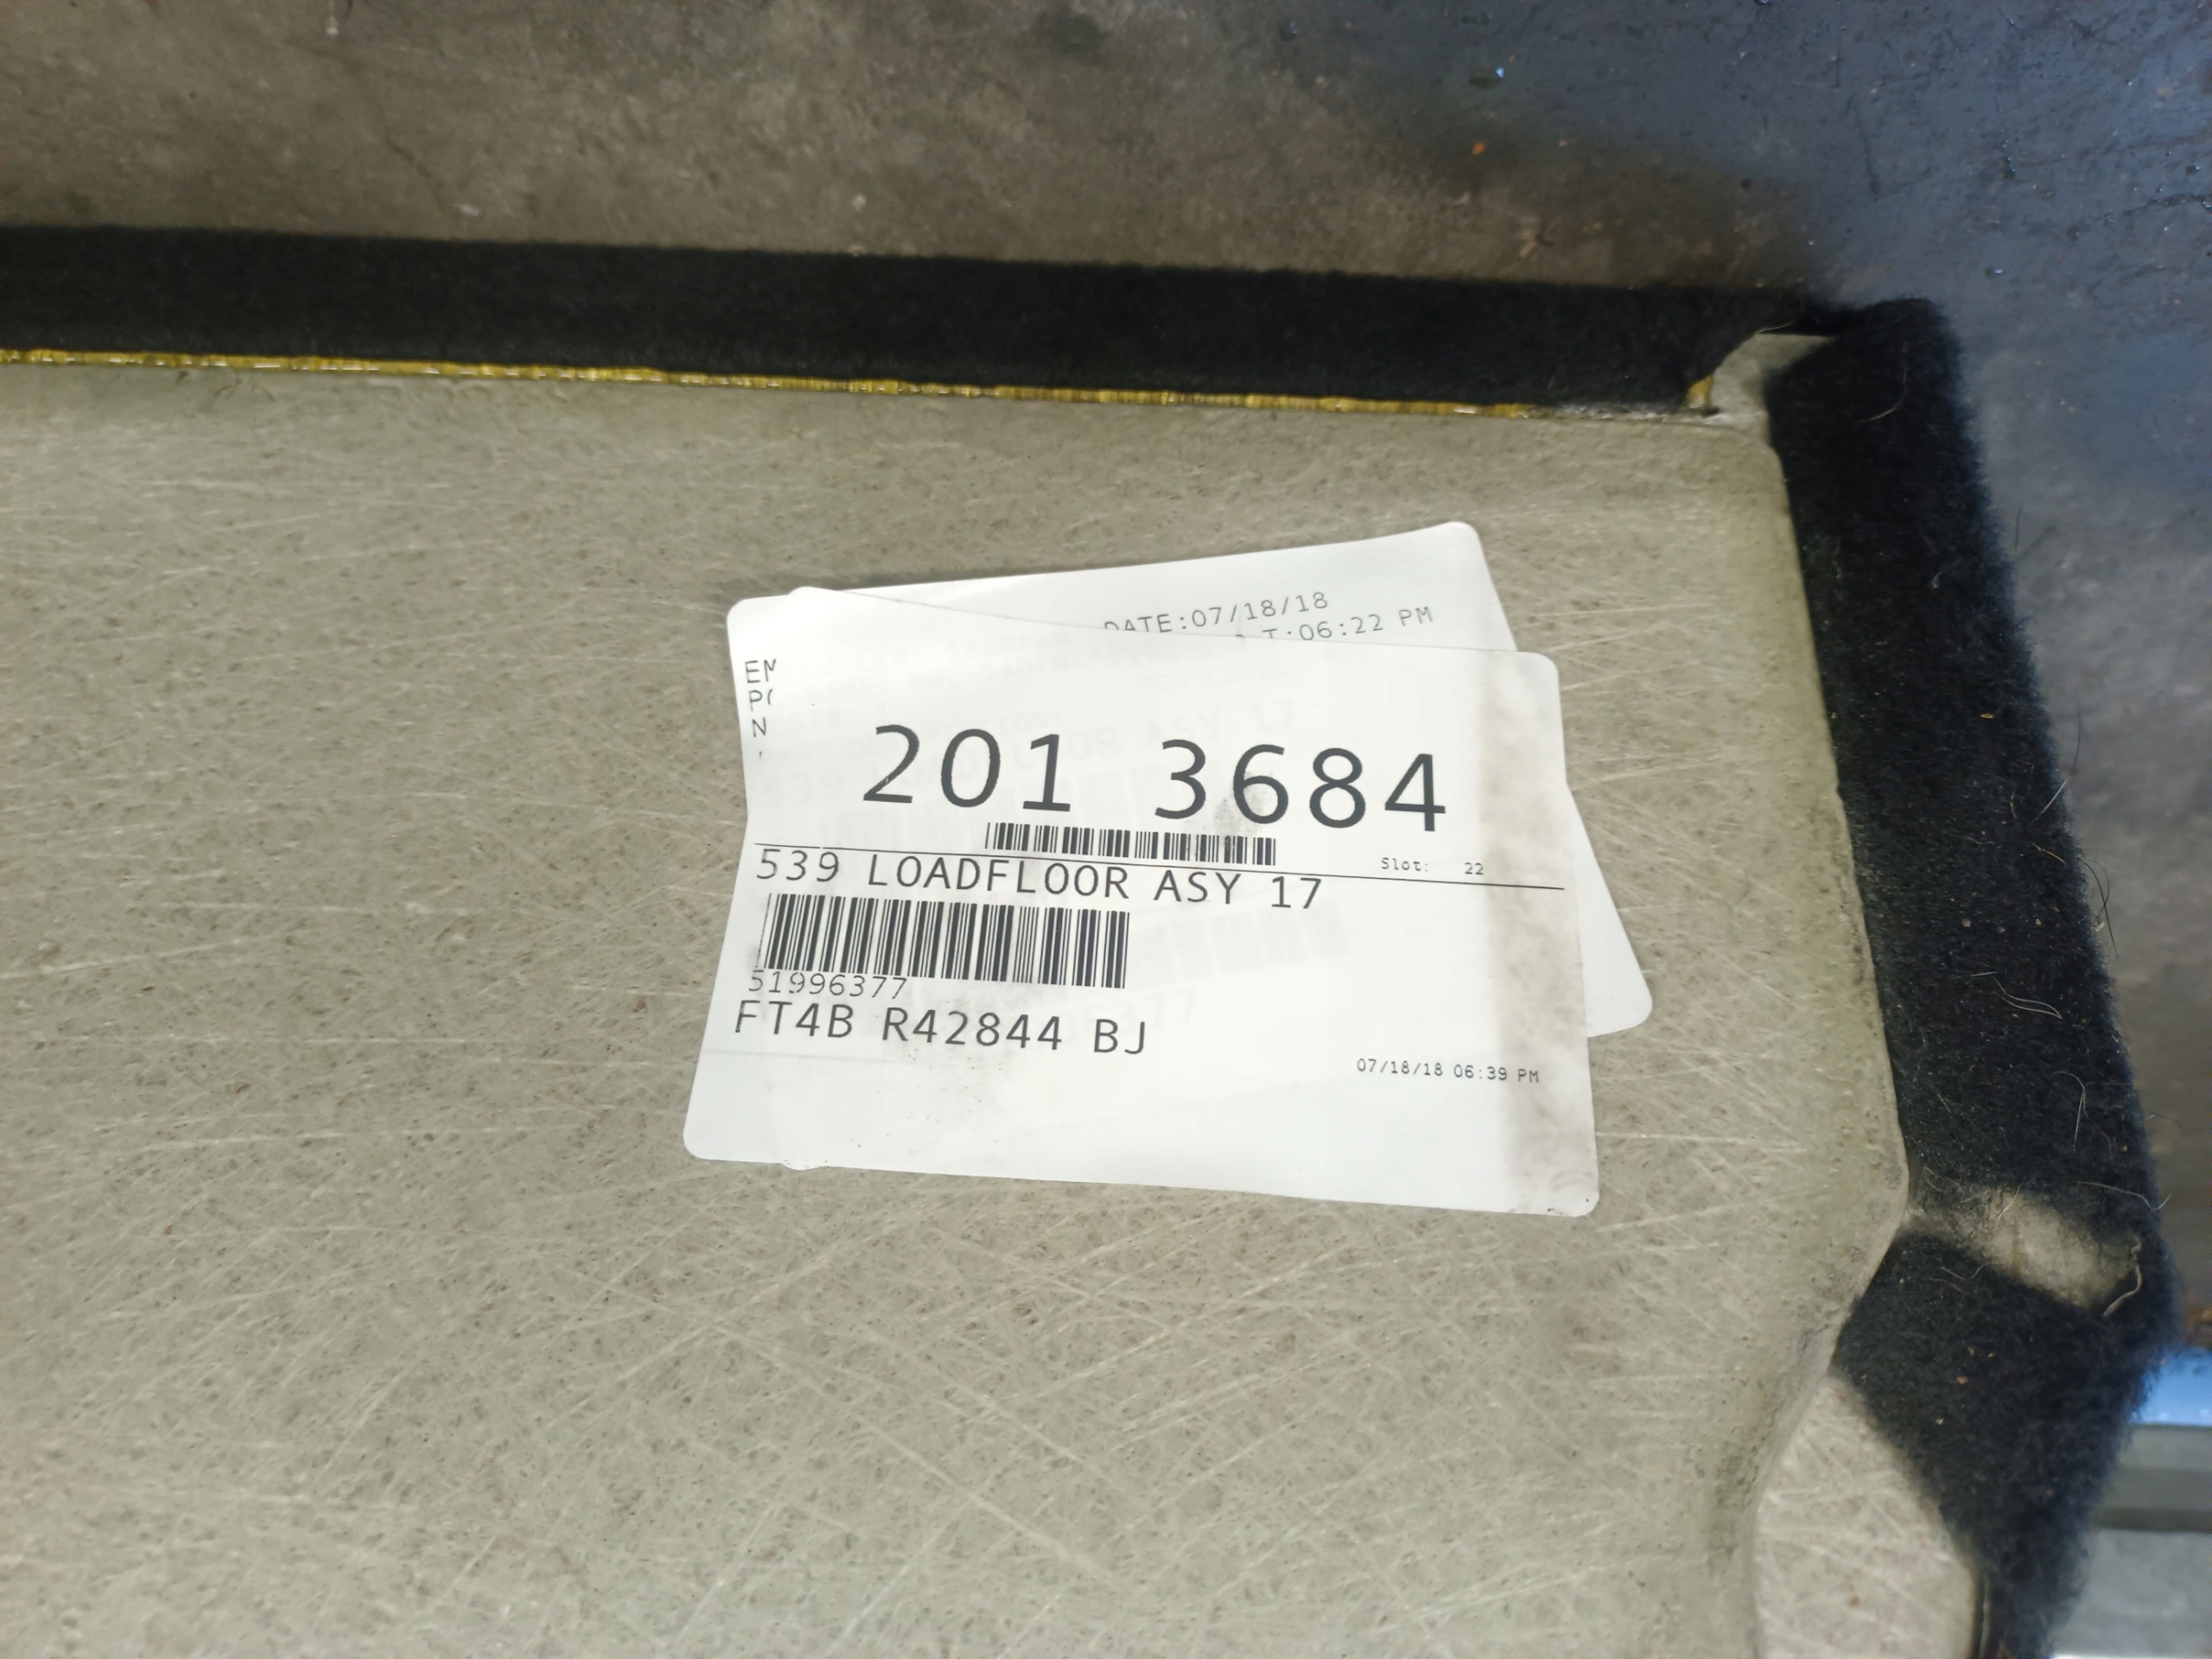 DATE:07/18/18
T:06:22 PM
201 3684
Slot: 22
539 LOADFLOOR ASY 17
51996377
FT4B R42844 BJ
07/18/18 06:39 PM